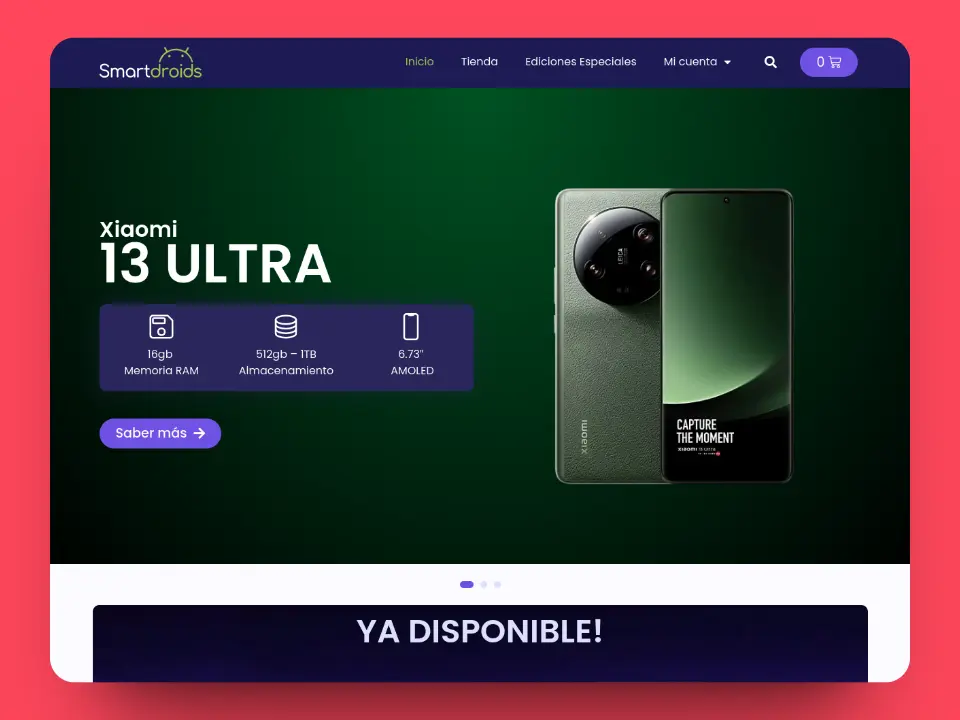 Smartdroids
Inicio
Tienda
Ediciones Especiales
Mi cuenta
0
Xiaomi
13 ULTRA
16gb
Memoria RAM
512gb – 1TB
Almacenamiento
6.73"
AMOLED
Saber más
LEICA
xiaomi
CAPTURE
THE MOMENT
XIAOMI 13 ULTRA
YA DISPONIBLE!